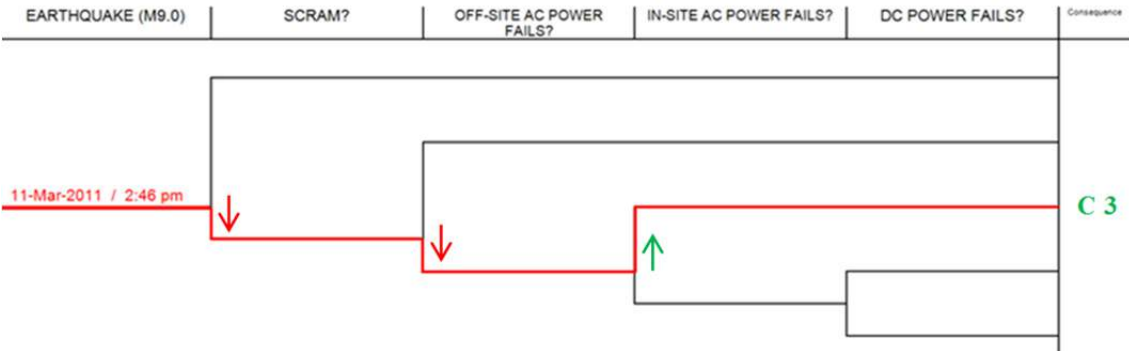 EARTHQUAKE (M9.0)
SCRAM?
OFF-SITE AC POWER
FAILS?
IN-SITE AC POWER FAILS?
DC POWER FAILS?
Consequence
11-Mar-2011 / 2:46 pm
C 3